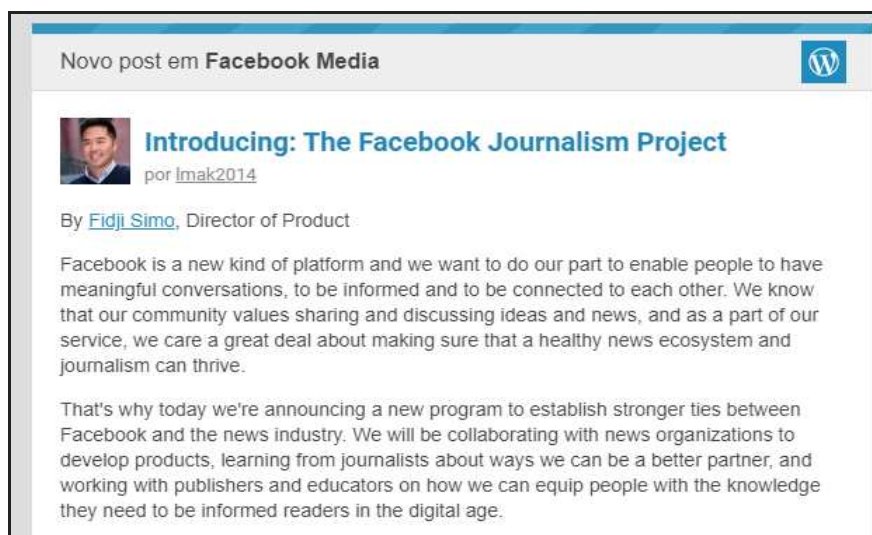 Novo post em Facebook Media
Introducing: The Facebook Journalism Project
por lmak2014
By Fidji Simo, Director of Product
Facebook is a new kind of platform and we want to do our part to enable people to have
meaningful conversations, to be informed and to be connected to each other. We know
that our community values sharing and discussing ideas and news, and as a part of our
service, we care a great deal about making sure that a healthy news ecosystem and
journalism can thrive.
That's why today we're announcing a new program to establish stronger ties between
Facebook and the news industry. We will be collaborating with news organizations to
develop products, learning from journalists about ways we can be a better partner, and
working with publishers and educators on how we can equip people with the knowledge
they need to be informed readers in the digital age.